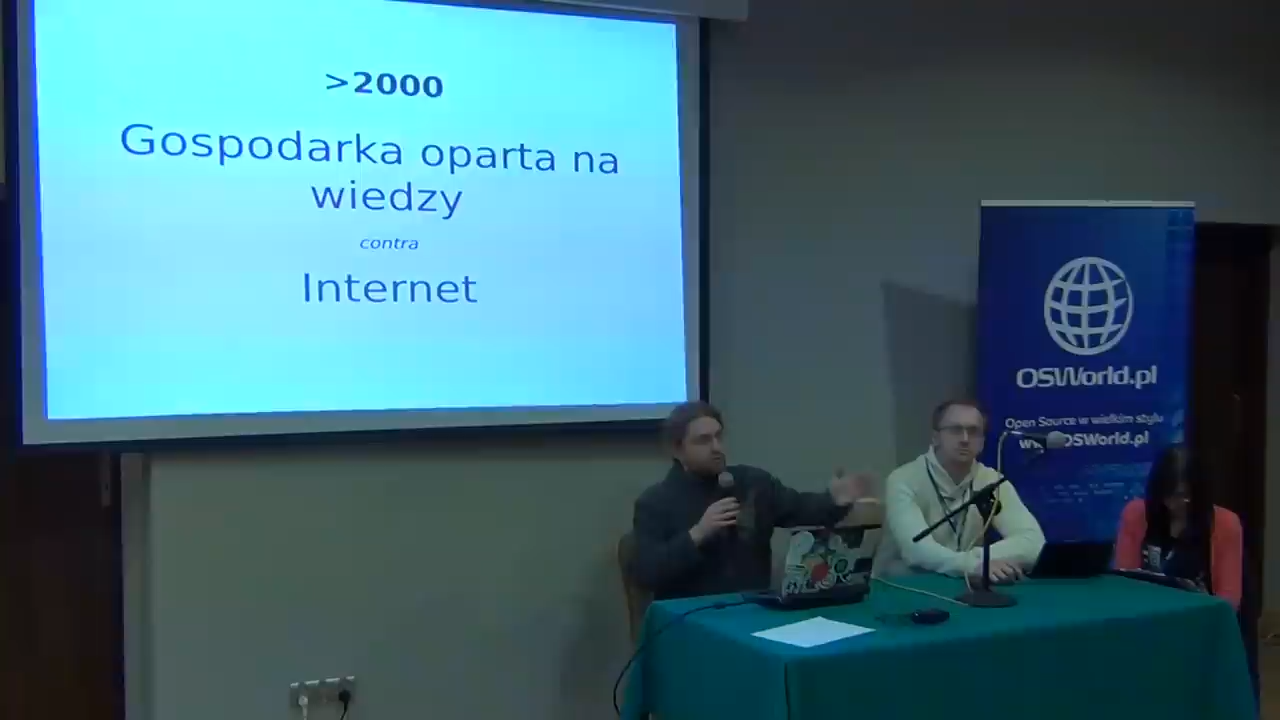 >2000
Gospodarka oparta na
wiedzy
contra
Internet
OSWorld.pl
Open Source w wielkim stylu
OSWorld.pl